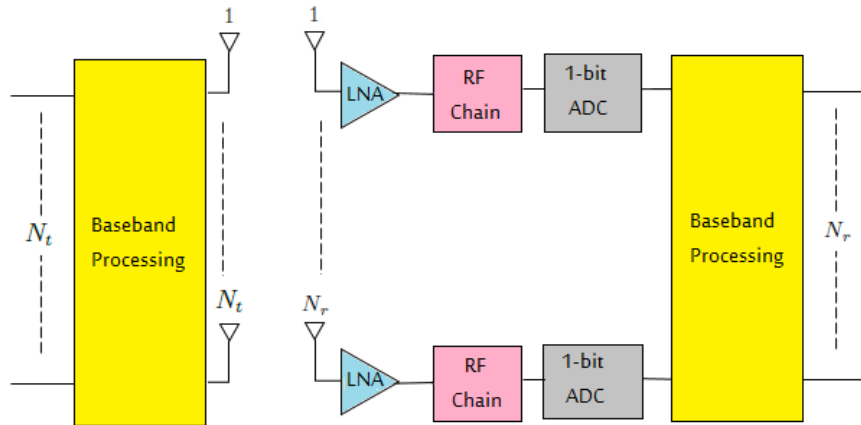 1
1
LNA
RF
Chain
1-bit
ADC
Baseband
Processing
N_t
N_t
N_r
Baseband
Processing
N_r
LNA
RF
Chain
1-bit
ADC